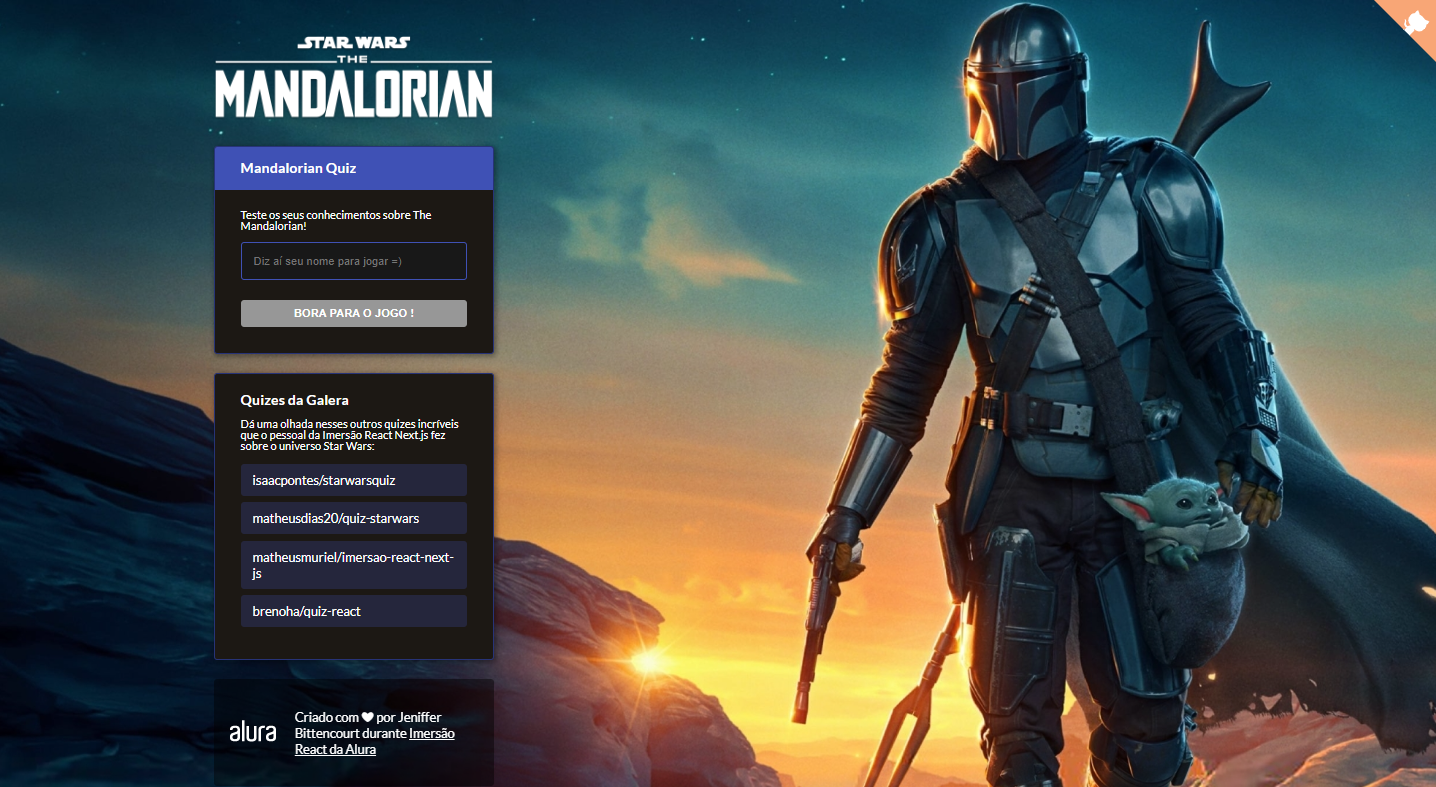 STAR WARS
THE
MANDALORIAN
Mandalorian Quiz
Teste os seus conhecimentos sobre The
Mandalorian!
Diz aí seu nome para jogar =)
BORA PARA O JOGO !
Quizes da Galera
Dá uma olhada nesses outros quizes incríveis
que o pessoal da Imersão React Next.js fez
sobre o universo Star Wars:
isaacpontes/starwarsquiz
matheusdias20/quiz-starwars
matheusmuriel/imersao-react-next-
js
brenoha/quiz-react
alura
Criado com ♥ por Jeniffer
Bittencourt durante Imersão
React da Alura